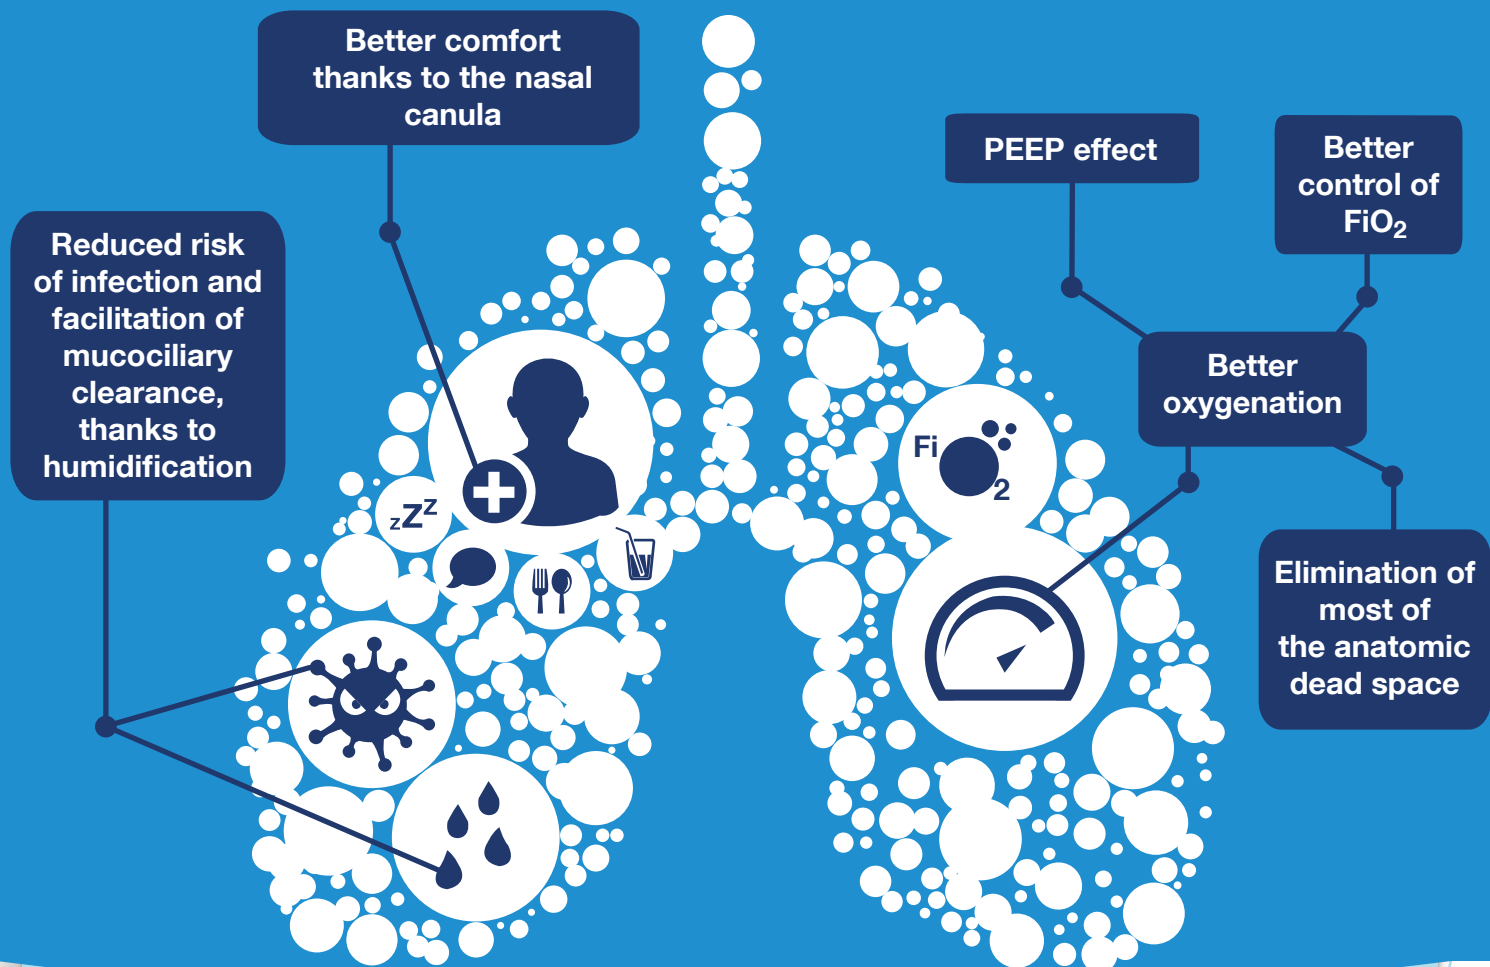 Better comfort
thanks to the nasal
canula
PEEP effect
Better
control of
FiO₂
Reduced risk
of infection and
facilitation of
mucociliary
clearance,
thanks to
humidification
Better
oxygenation
Fi
2
zZZ
Elimination of
most of
the anatomic
dead space